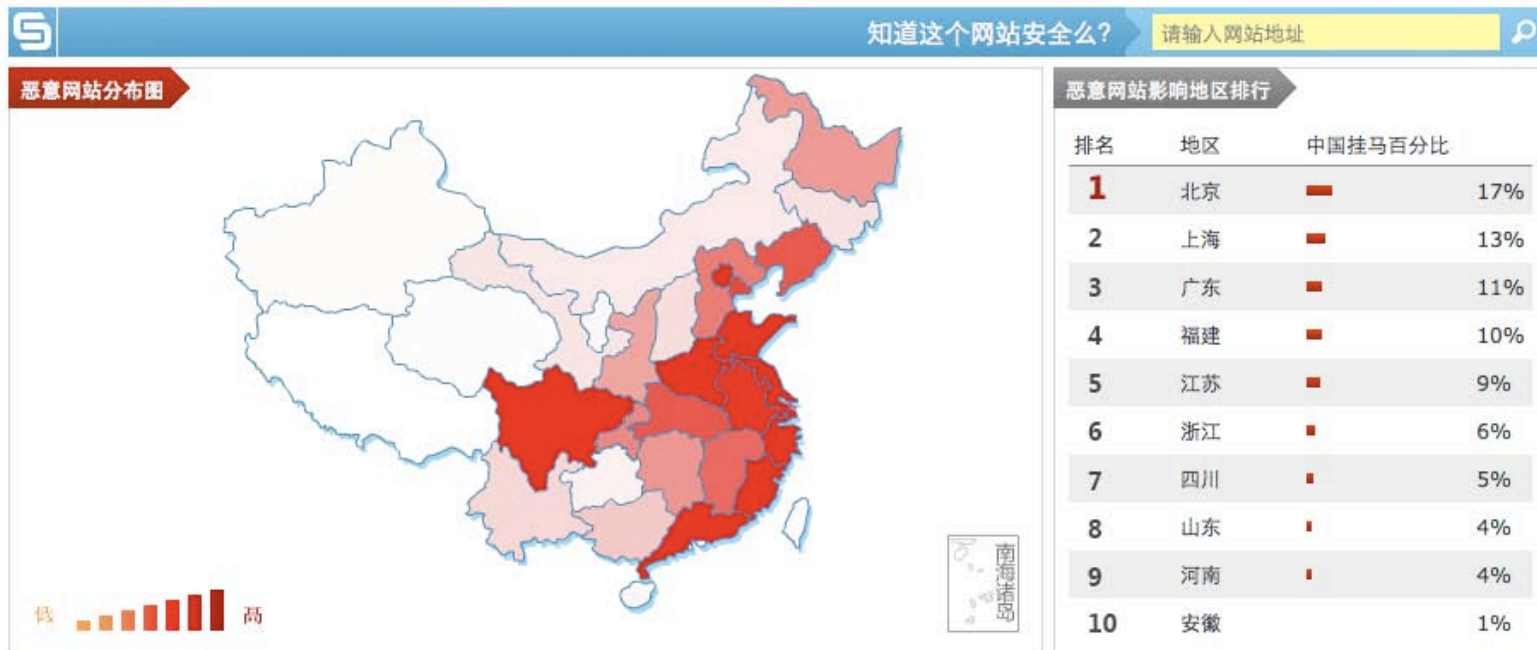 知道这个网站安全么?
请输入网站地址
恶意网站分布图
南海诸岛
低
高
恶意网站影响地区排行
排名 地区 中国挂马百分比
1 北京 17%
2 上海 13%
3 广东 11%
4 福建 10%
5 江苏 9%
6 浙江 6%
7 四川 5%
8 山东 4%
9 河南 4%
10 安徽 1%